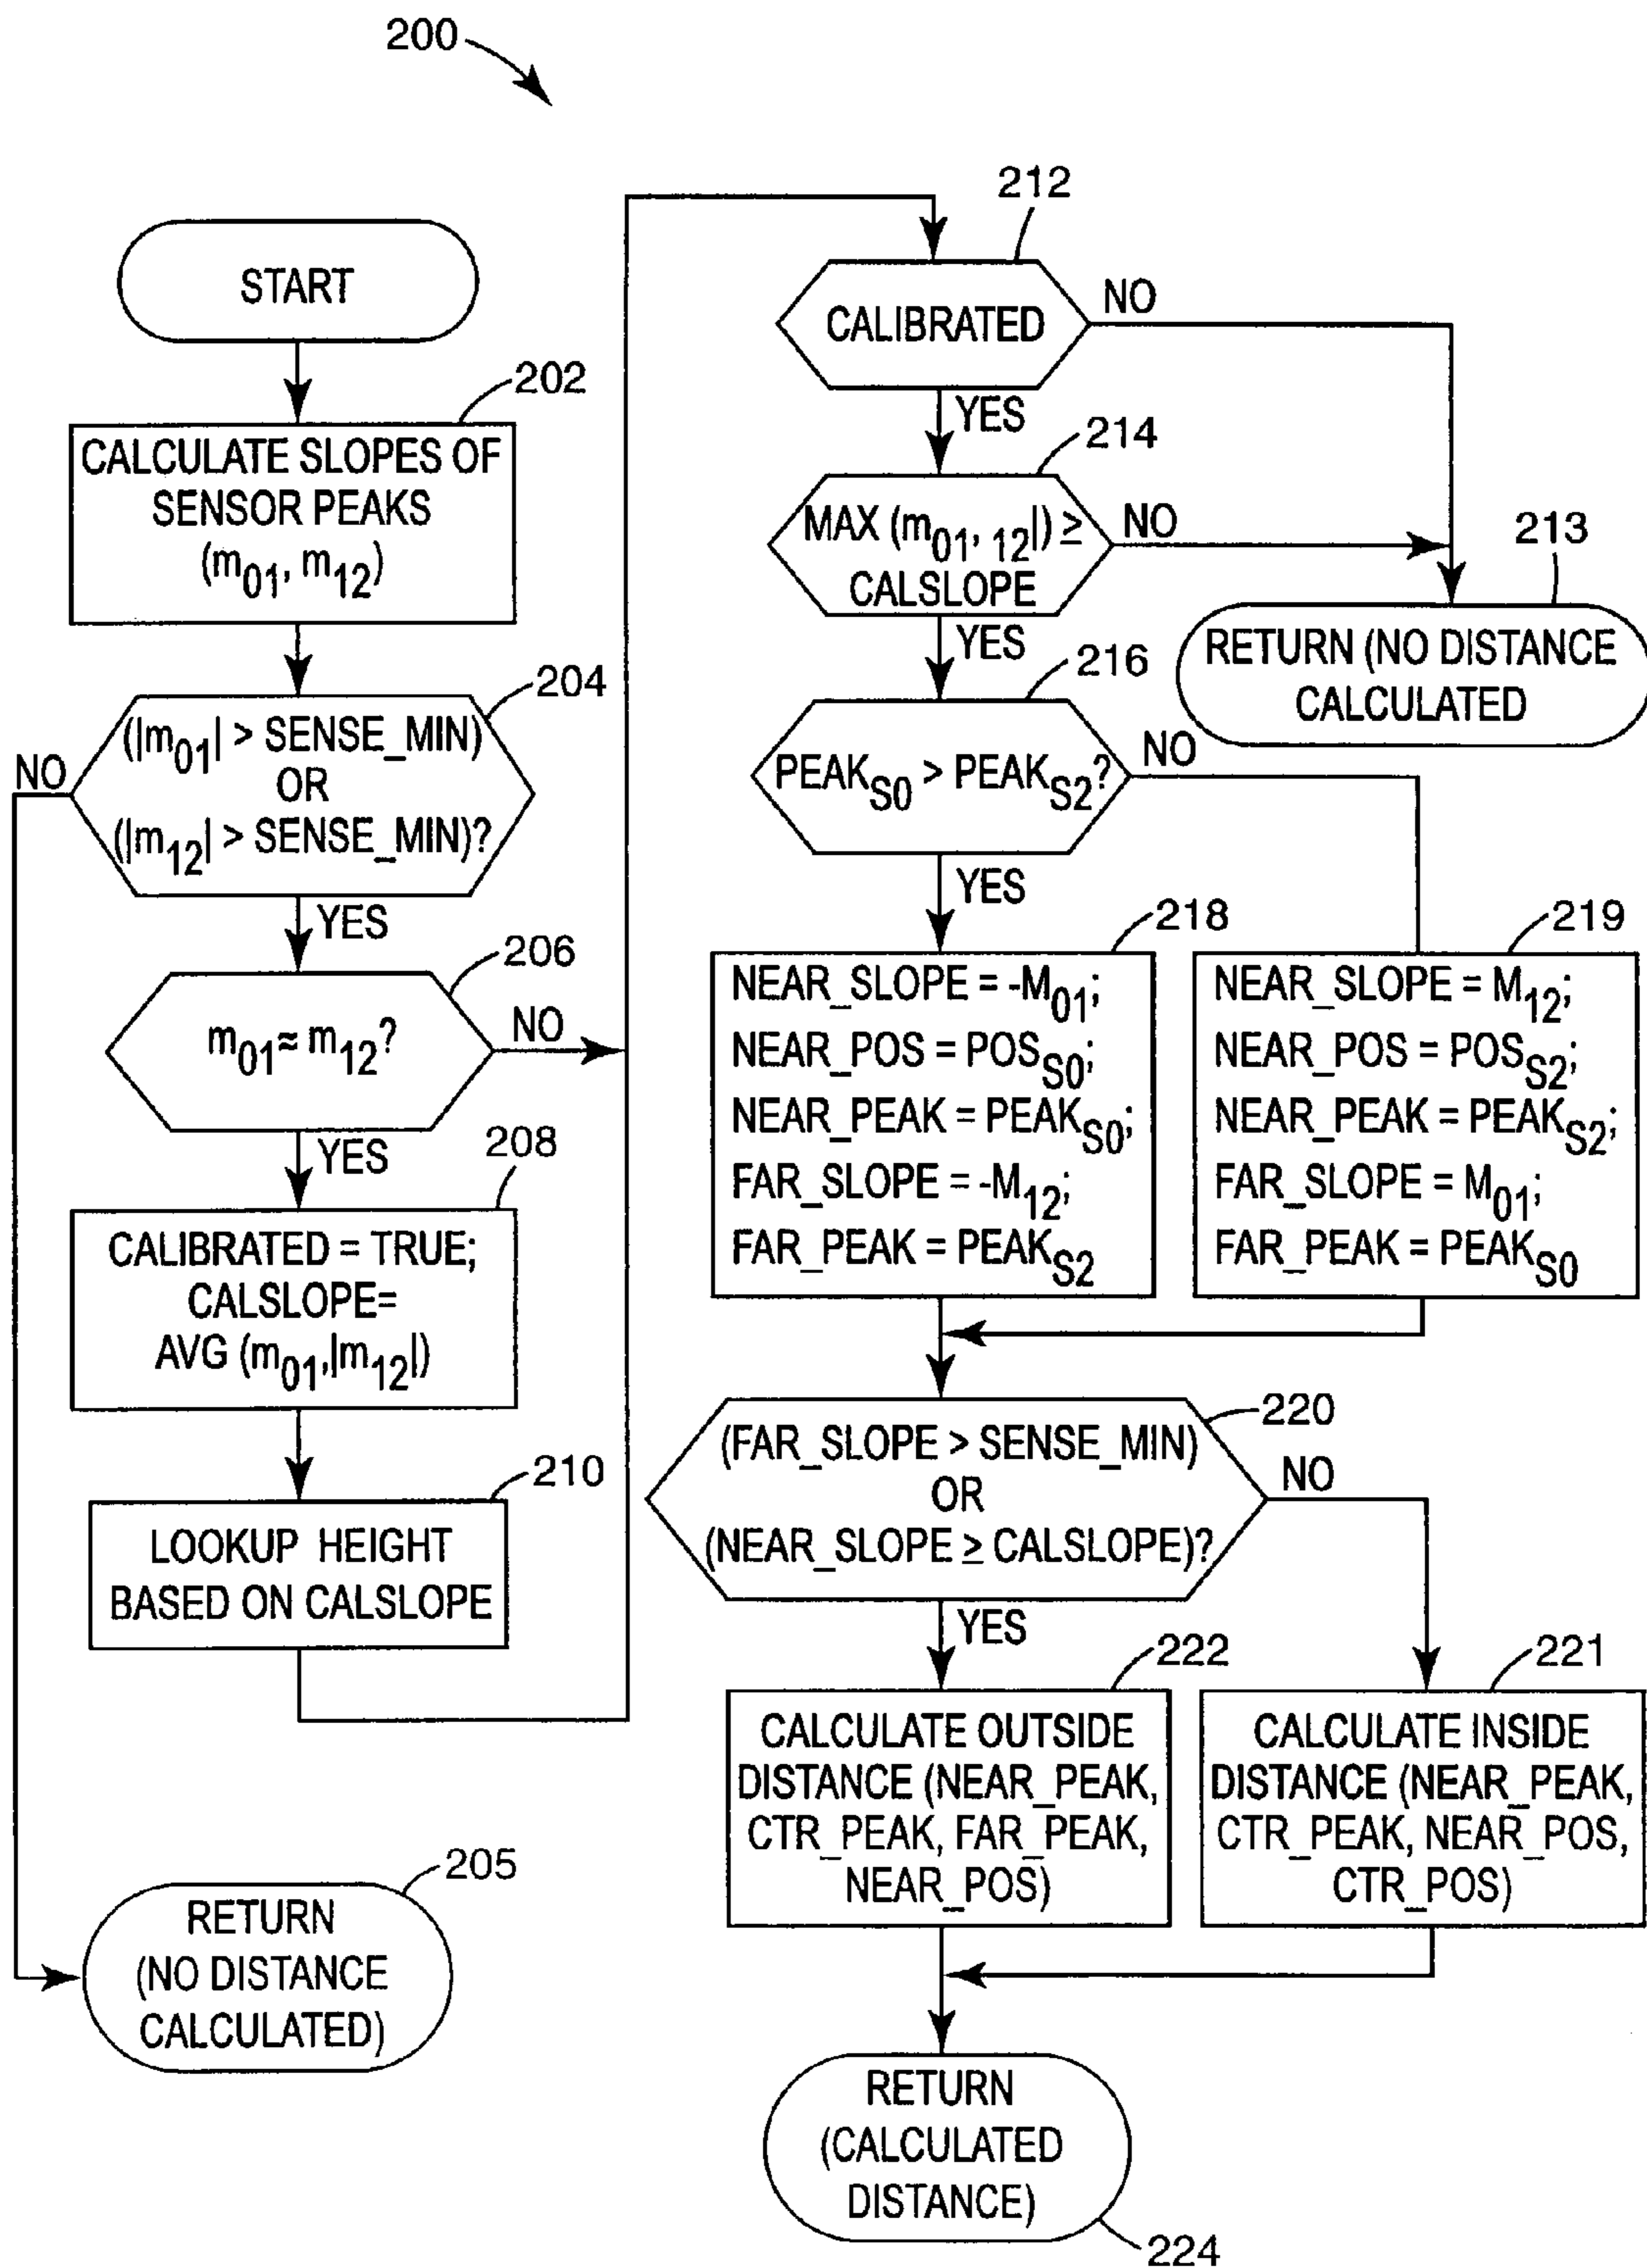 200
START
202
CALCULATE SLOPES OF
SENSOR PEAKS
(m01, m12)
204
(|m01| > SENSE_MIN)
OR
(|m12| > SENSE_MIN)?
NO
YES
206
m01 ≈ m12?
NO
YES
208
CALIBRATED = TRUE;
CALSLOPE=
AVG (m01,|m12|)
210
LOOKUP HEIGHT
BASED ON CALSLOPE
205
RETURN
(NO DISTANCE
CALCULATED)
212
CALIBRATED
NO
YES
214
MAX (m01, 12|) ≥
CALSLOPE
NO
YES
213
RETURN (NO DISTANCE
CALCULATED
216
PEAKS0 > PEAKS2?
NO
YES
218
NEAR_SLOPE = -M01;
NEAR_POS = POSS0;
NEAR_PEAK = PEAKS0;
FAR_SLOPE = -M12;
FAR_PEAK = PEAKS2
219
NEAR_SLOPE = M12;
NEAR_POS = POSS2;
NEAR_PEAK = PEAKS2;
FAR_SLOPE = M01;
FAR_PEAK = PEAKS0
220
(FAR_SLOPE > SENSE_MIN)
OR
(NEAR_SLOPE ≥ CALSLOPE)?
NO
YES
222
CALCULATE OUTSIDE
DISTANCE (NEAR_PEAK,
CTR_PEAK, FAR_PEAK,
NEAR_POS)
221
CALCULATE INSIDE
DISTANCE (NEAR_PEAK,
CTR_PEAK, NEAR_POS,
CTR_POS)
RETURN
(CALCULATED
DISTANCE)
224